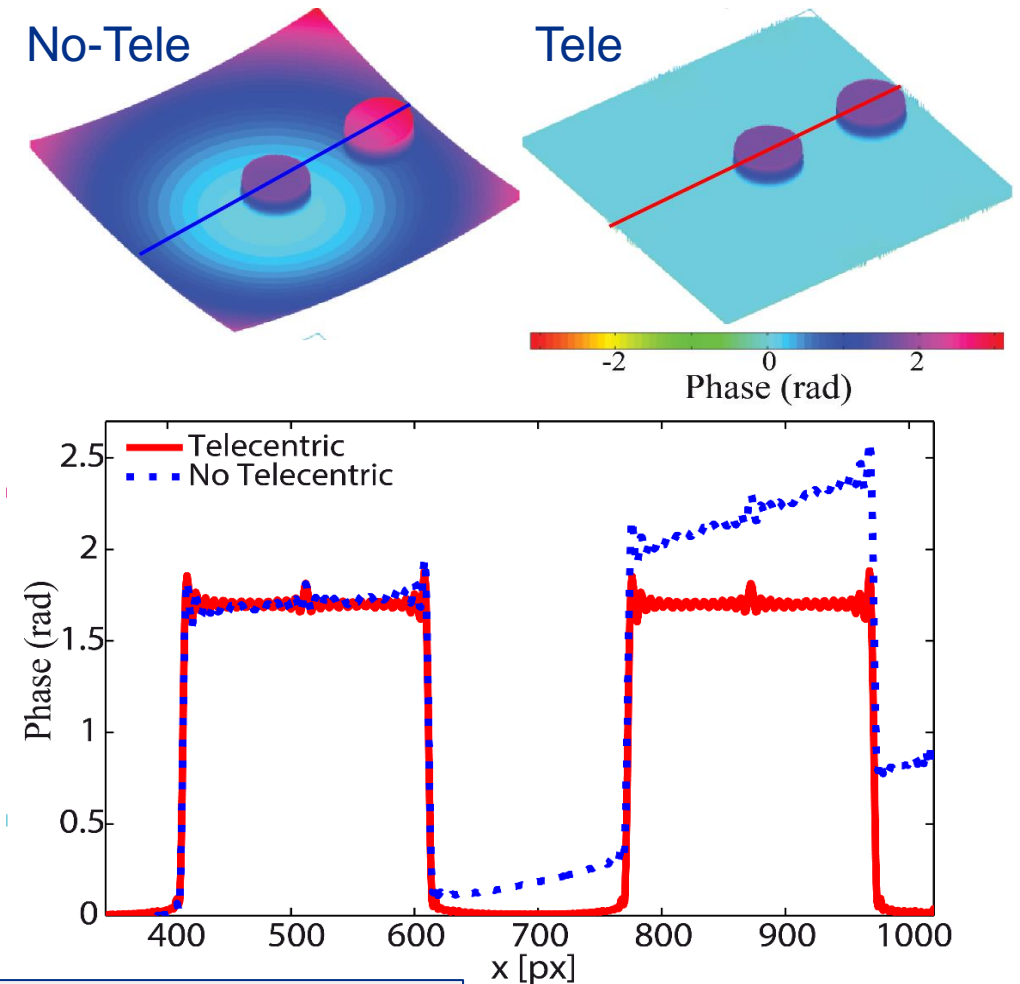 No-Tele
Tele
-2 0 2
Phase (rad)
Telecentric
No Telecentric
2.5
2
1.5
1
0.5
0
Phase (rad)
400 500 600 700 800 900 1000
x [px]